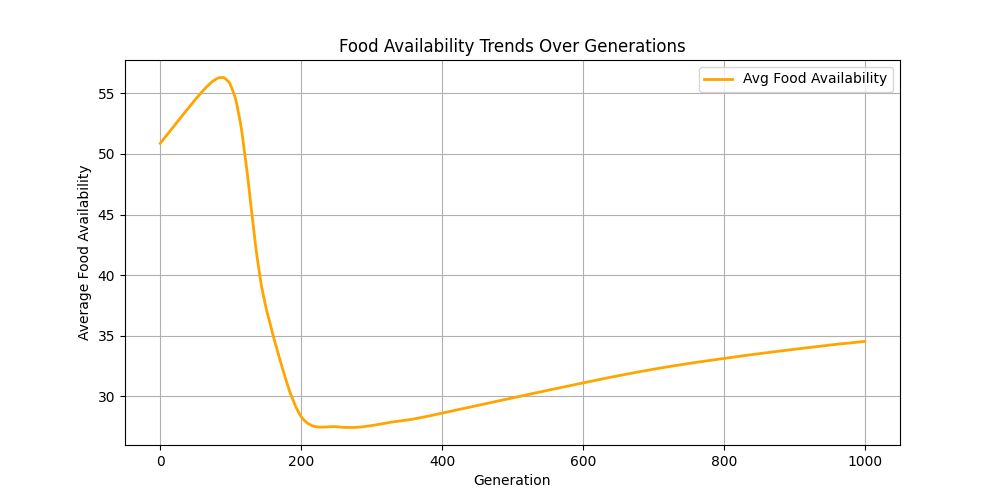 Food Availability Trends Over Generations
Avg Food Availability
Average Food Availability
55
50
45
40
35
30
0 200 400 600 800 1000
Generation